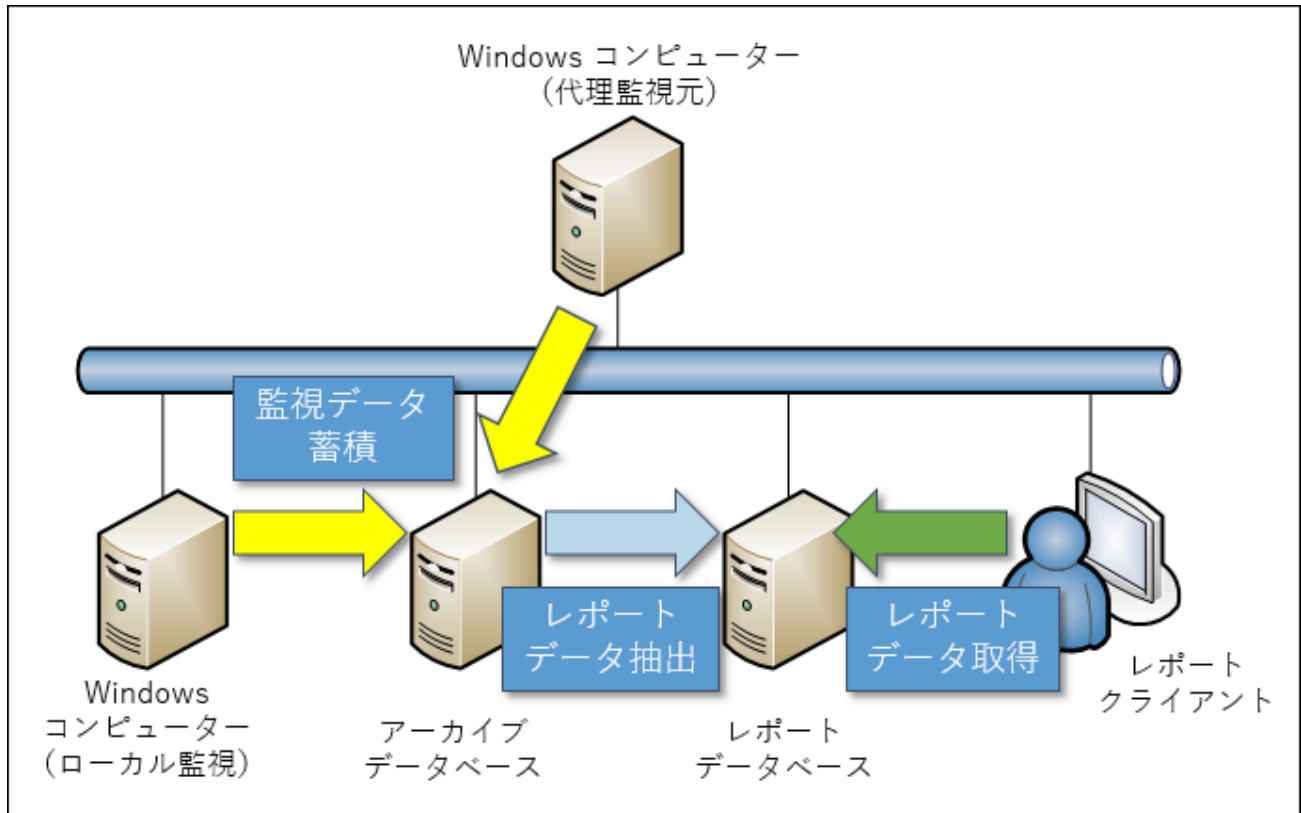 Windows コンピューター
(代理監視元)
監視データ
蓄積
レポート
データ抽出
レポート
データ取得
Windows
コンピューター
(ローカル監視)
アーカイブ
データベース
レポート
データベース
レポート
クライアント